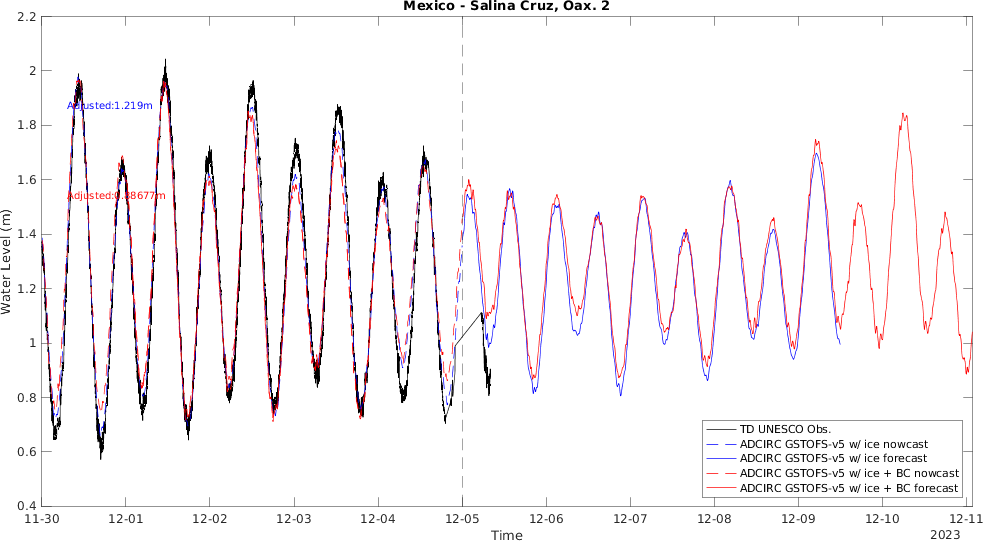 Mexico - Salina Cruz, Oax. 2
2.2
2
1.8
1.6
1.4
1.2
1
0.8
0.6
0.4
Water Level (m)
Adjusted:1.219m
TD UNESCO Obs.
ADCIRC GSTOFS-v5 w/ ice nowcast
ADCIRC GSTOFS-v5 w/ ice forecast
ADCIRC GSTOFS-v5 w/ ice + BC nowcast
ADCIRC GSTOFS-v5 w/ ice + BC forecast
11-30 12-01 12-02 12-03 12-04 12-05 12-06 12-07 12-08 12-09 12-10 12-11
Time
2023